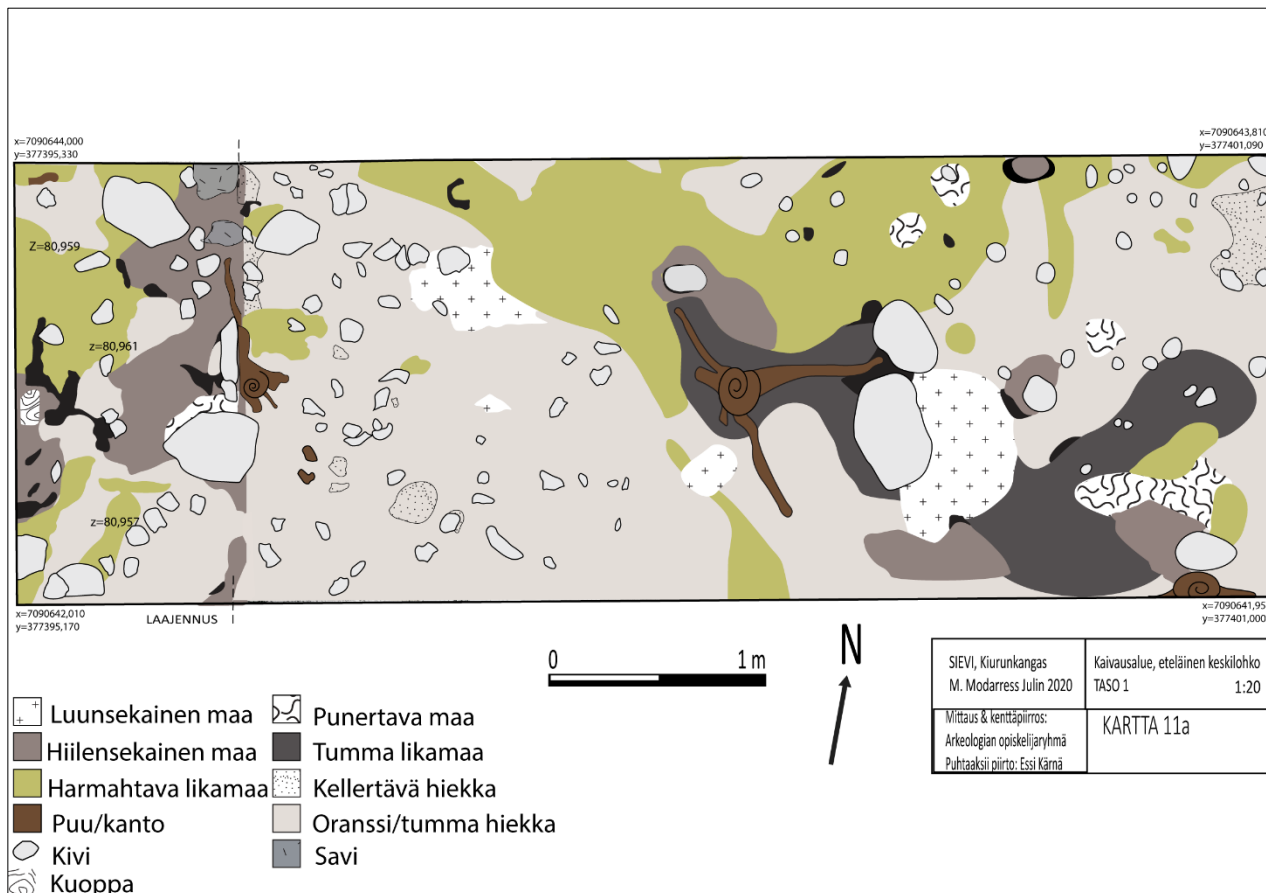 x=7090644,000
y=377395,330
x=7090643,810
y=377401,090
Z=80,959
z=80,961
z=80,957
x=7090642,010
y=377395,170
LAAJENNUS
x=7090641,95
y=377401,000
0 1 m
N
SIEVI, Kiurunkangas
M. Modarress Julin 2020
Kaivausalue, eteläinen keskilohko
TASO 1 1:20
Mittaus & kenttäpiirros:
Arkeologian opiskelijaryhmä
Puhtaaksii piirto: Essi Kärnä
KARTTA 11a
Luunsekainen maa
Hiilensekainen maa
Harmahtava likamaa
Puu/kanto
Kivi
Kuoppa
Punertava maa
Tumma likamaa
Kellertävä hiekka
Oranssi/tumma hiekka
Savi